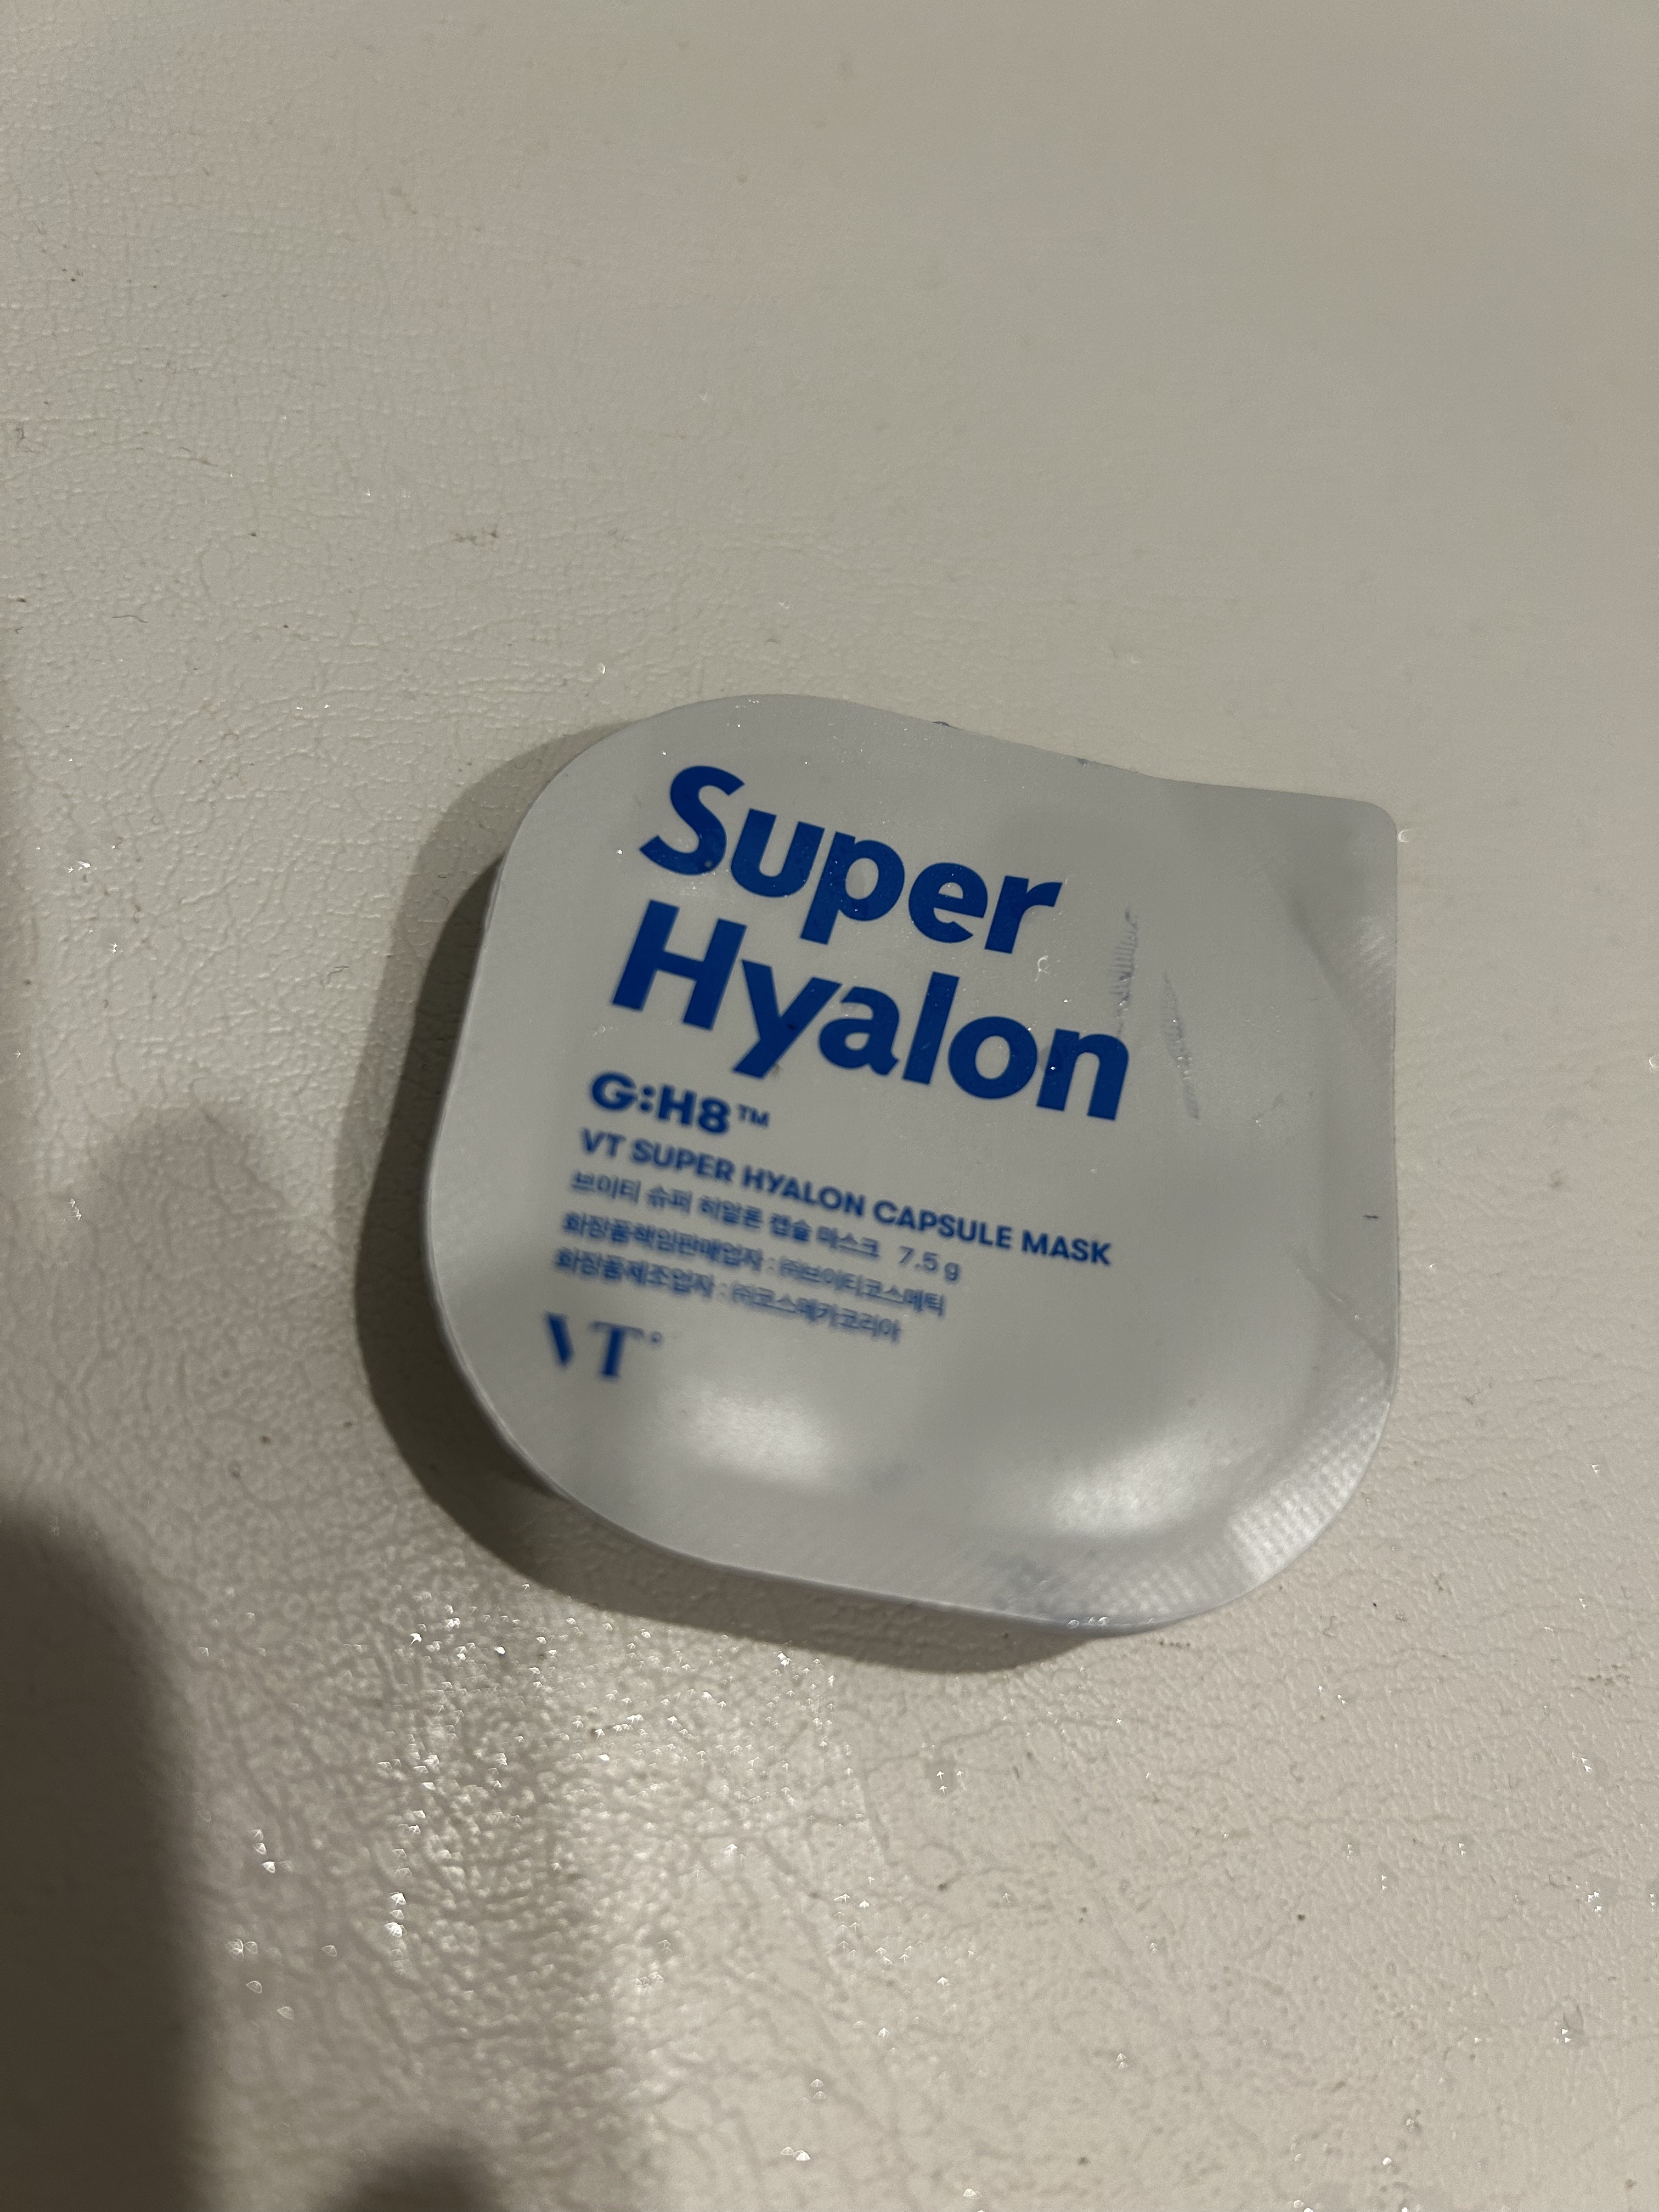 Super
Hyalon
G:H8™
VT SUPER HYALON CAPSULE MASK
브이티 슈퍼 히알론 캡슐 마스크 7.5 g
화장품책임판매업자 : ㈜브이티코스메틱
화장품제조업자 : ㈜코스메카코리아
VT